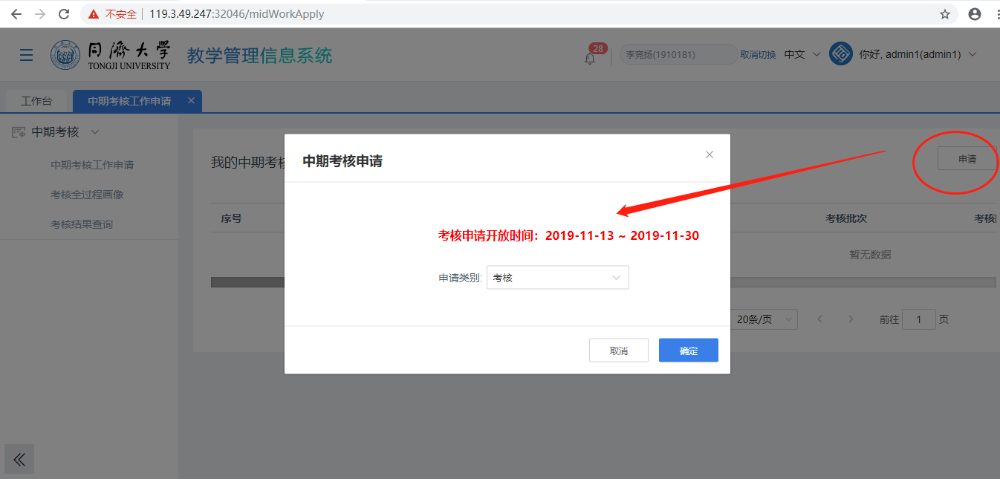 不安全 119.3.49.247:32046/midWorkApply
同濟大學
TONGJI UNIVERSITY
教学管理信息系统
28
李竞扬(1910181)
取消切换
中文
你好, admin1(admin1)
工作台
中期考核工作申请
中期考核
中期考核工作申请
考核全过程画像
考核结果查询
我的中期考核
申请
序号
考核批次
考核
暂无数据
20条/页
前往 1 页
中期考核申请
考核申请开放时间：2019-11-13 ~ 2019-11-30
申请类别: 考核
取消
确定